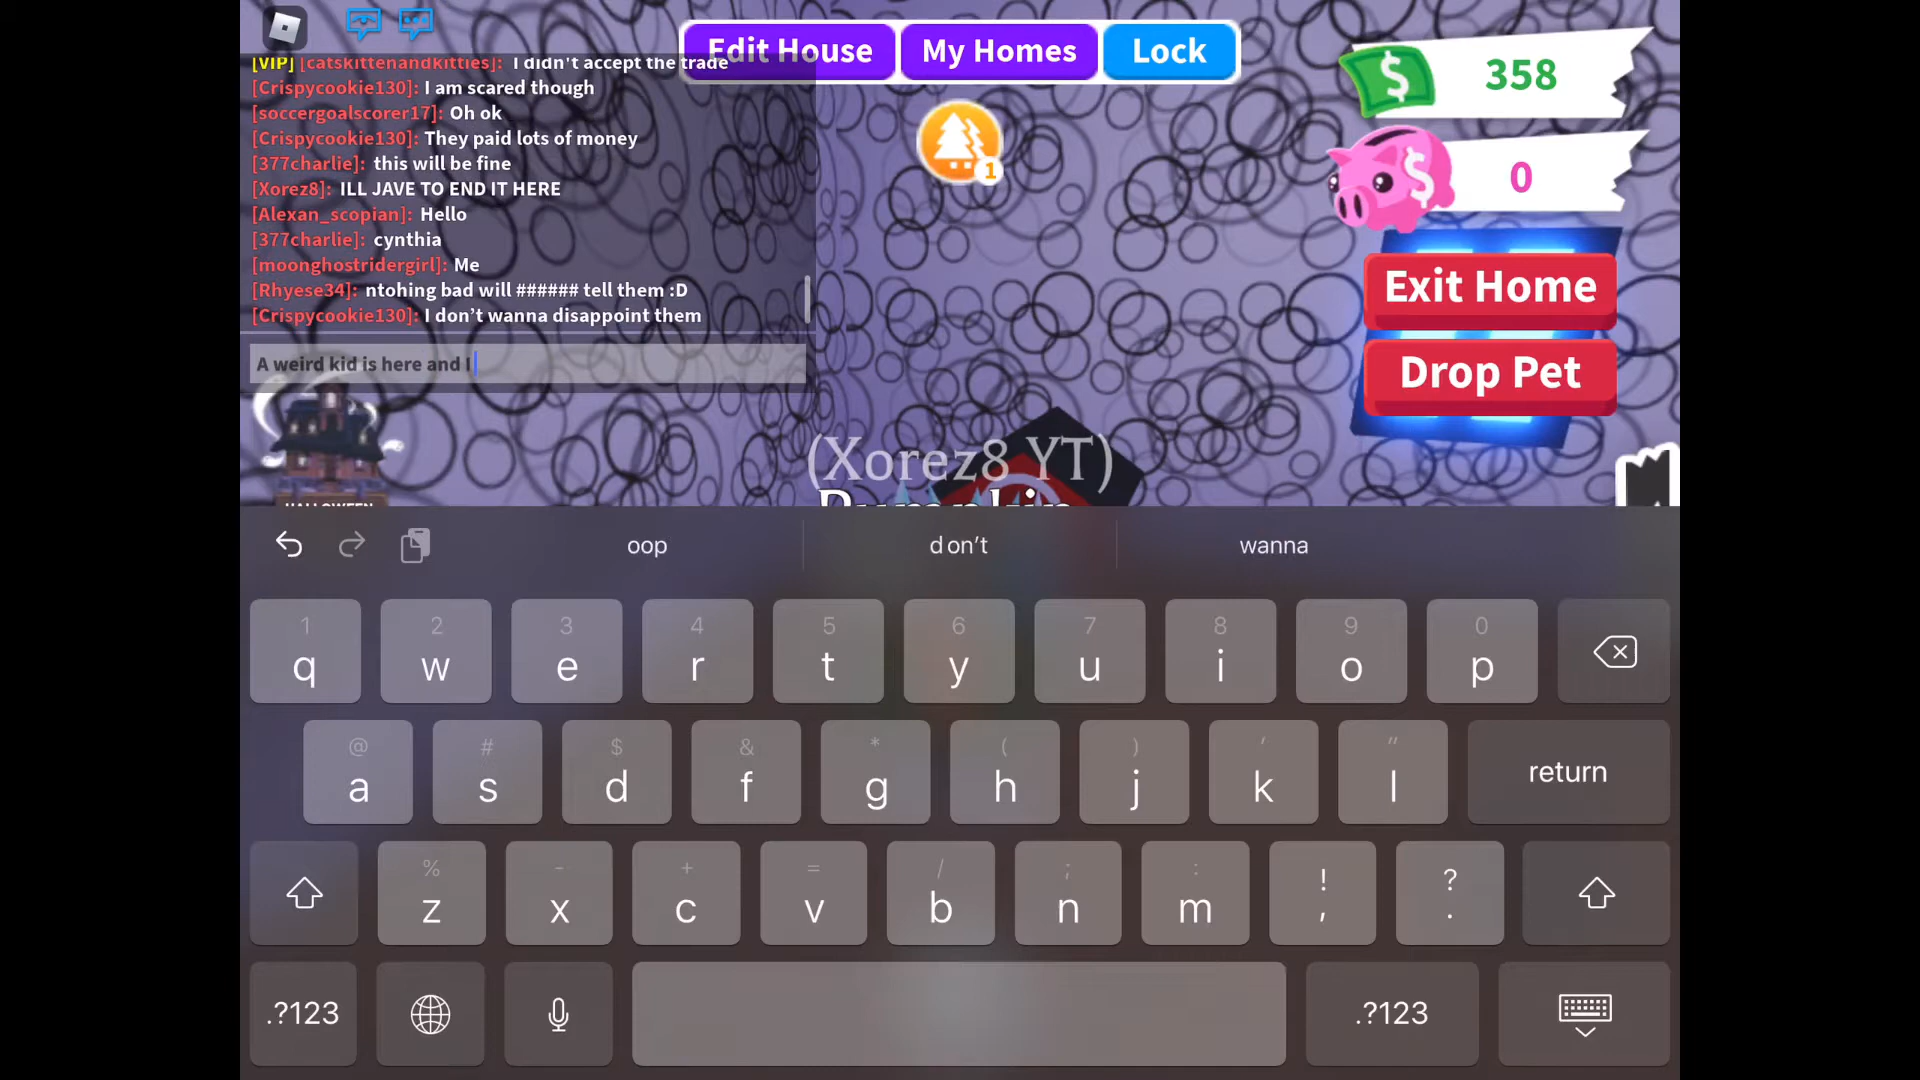 Edit House My Homes Lock
[VIP] [catskittenandkitties]: I didn't accept the trade
[Crispycookie130]: I am scared though
[soccergoalscorer17]: Oh ok
[Crispycookie130]: They paid lots of money
[377charlie]: this will be fine
[Xorez8]: ILL JAVE TO END IT HERE
[Alexan_scopian]: Hello
[377charlie]: cynthia
[moonghostridergirl]: Me
[Rhyese34]: ntohing bad will ###### tell them :D
[Crispycookie130]: I don’t wanna disappoint them
A weird kid is here and I
358
1
0
Exit Home
Drop Pet
(Xorez8 YT)
Pumpkin
HALLOWEEN
oop don’t wanna
1 2 3 4 5 6 7 8 9 0
q w e r t y u i o p
@ # $ & * ( ) ' "
a s d f g h j k l return
% - + = / ; : ! ?
z x c v b n m , .
.?123 .?123